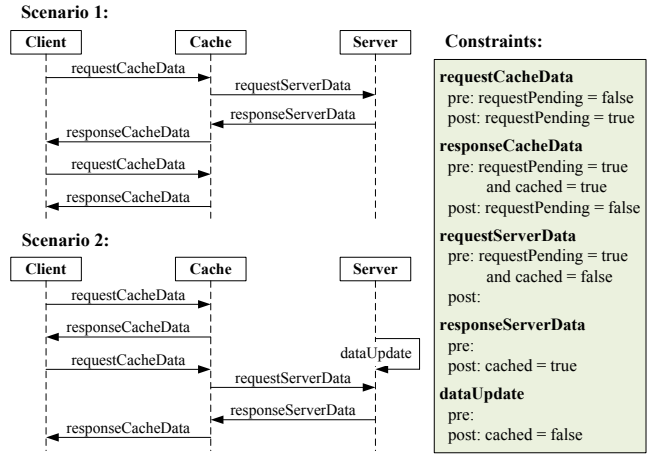 Scenario 1:
Client
Cache
Server
requestCacheData
requestServerData
responseServerData
responseCacheData
requestCacheData
responseCacheData
Scenario 2:
Client
Cache
Server
requestCacheData
responseCacheData
dataUpdate
requestCacheData
requestServerData
responseServerData
responseCacheData
Constraints:
requestCacheData
pre: requestPending = false
post: requestPending = true
responseCacheData
pre: requestPending = true
and cached = true
post: requestPending = false
requestServerData
pre: requestPending = true
and cached = false
post:
responseServerData
pre:
post: cached = true
dataUpdate
pre:
post: cached = false